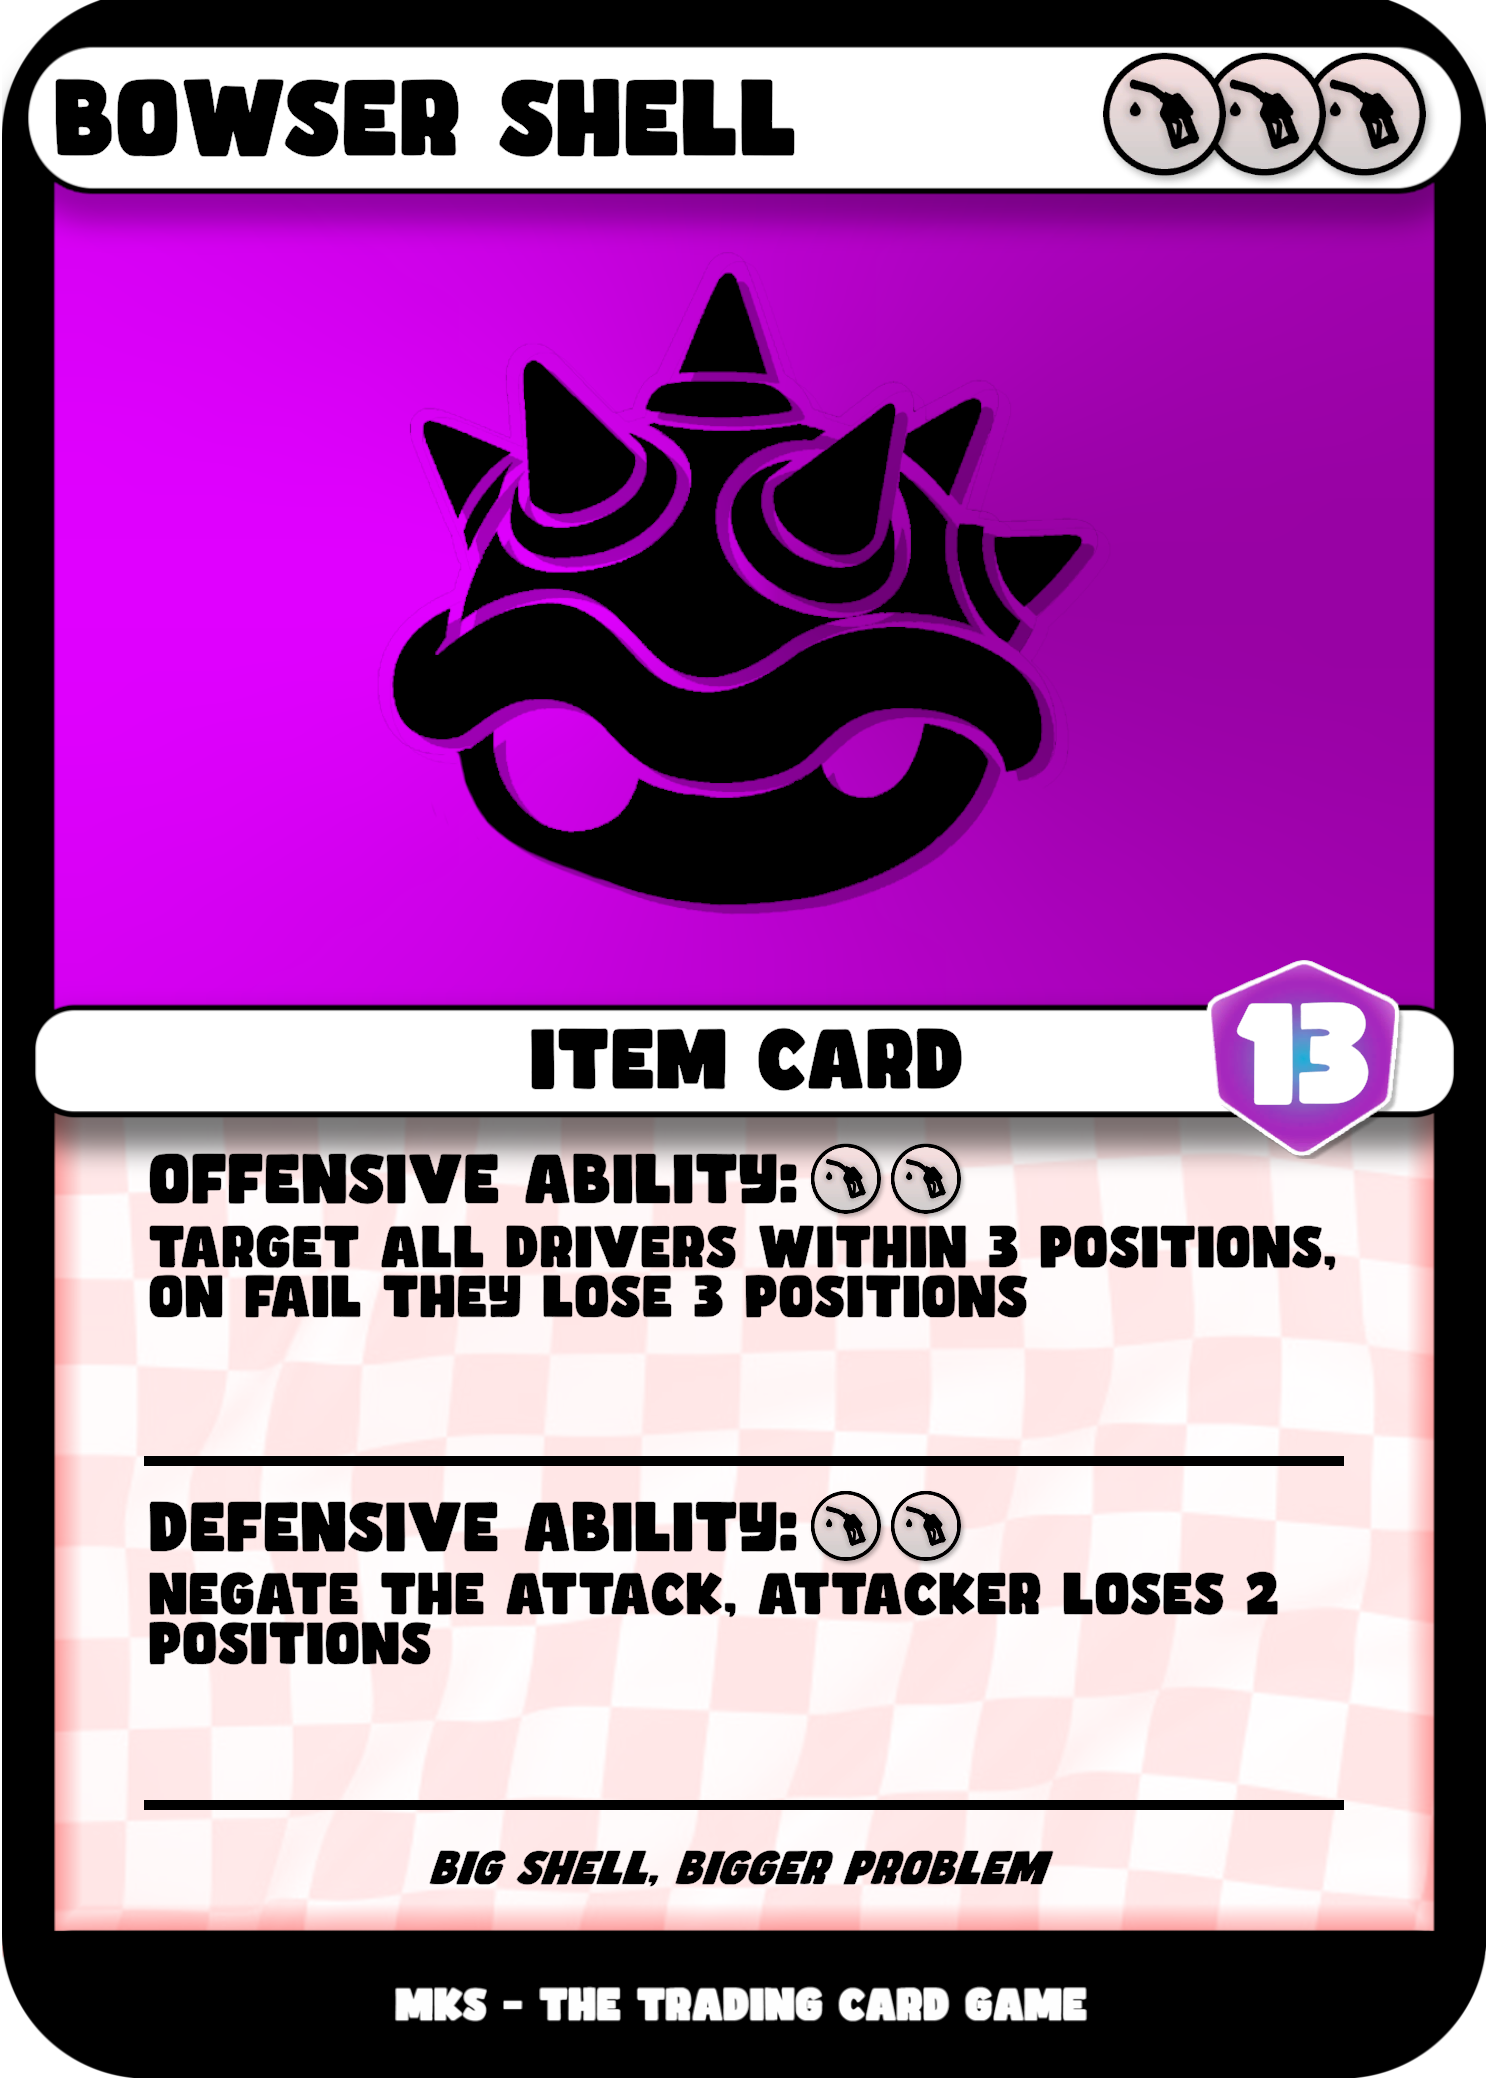 BOWSER SHELL
ITEM CARD
13
OFFENSIVE ABILITY:
TARGET ALL DRIVERS WITHIN 3 POSITIONS,
ON FAIL THEY LOSE 3 POSITIONS
DEFENSIVE ABILITY:
NEGATE THE ATTACK, ATTACKER LOSES 2
POSITIONS
BIG SHELL, BIGGER PROBLEM
MKS - THE TRADING CARD GAME